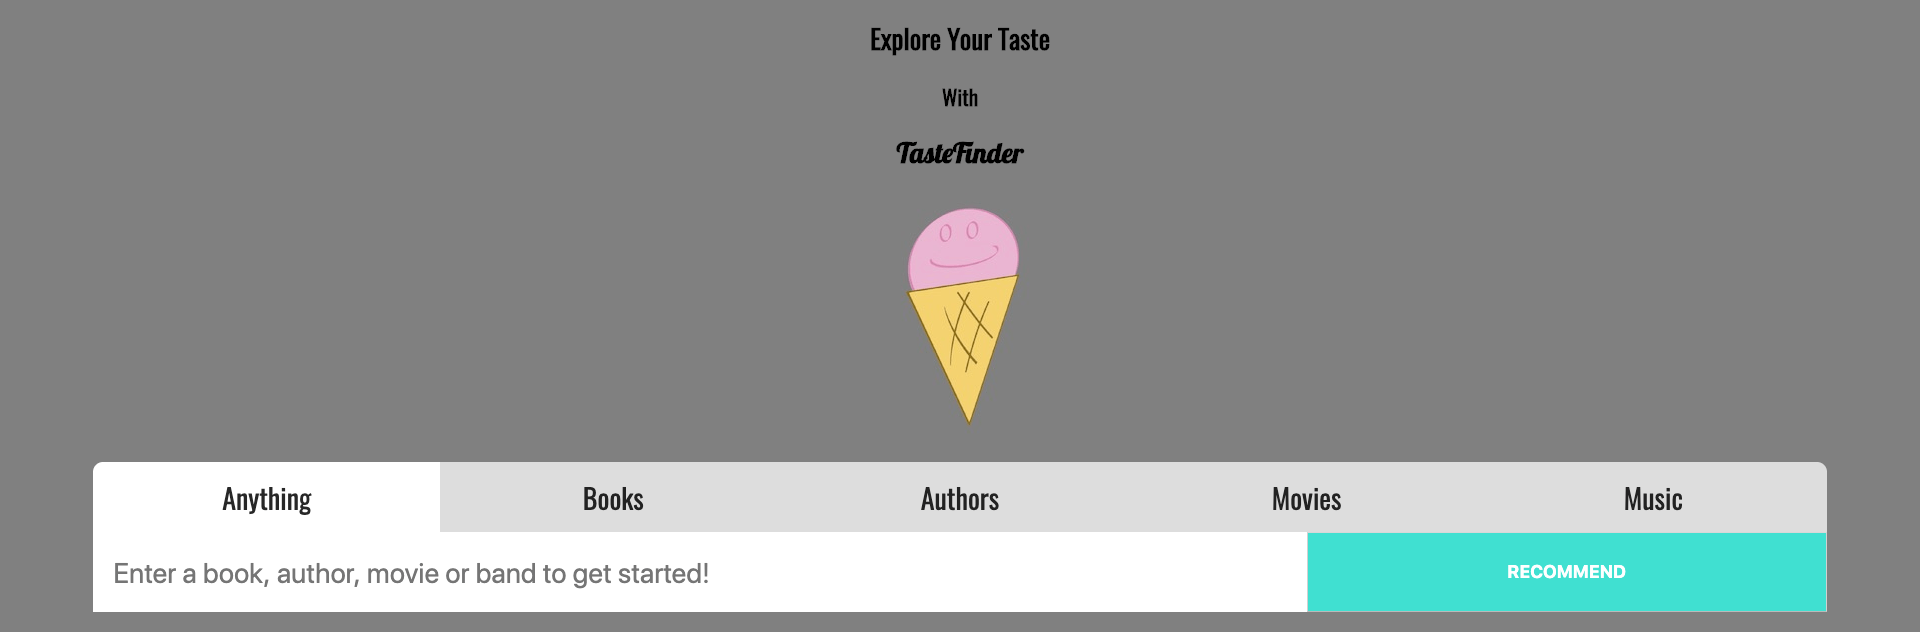 Explore Your Taste
With
TasteFinder
Anything Books Authors Movies Music
Enter a book, author, movie or band to get started! RECOMMEND